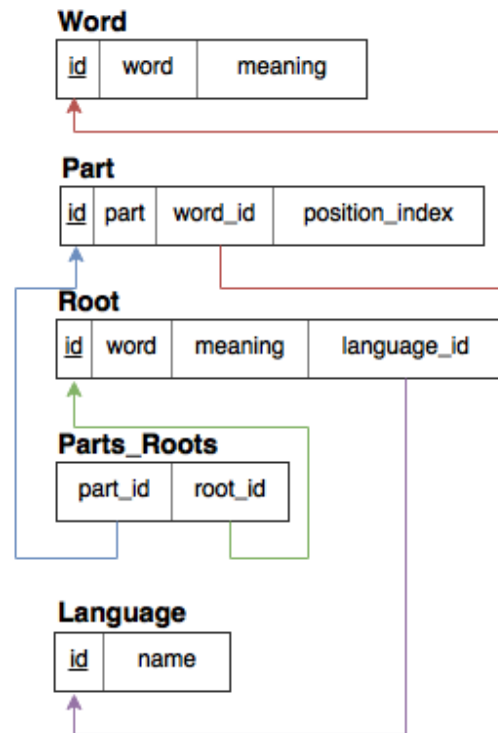 Word
id word meaning
Part
id part word_id position_index
Root
id word meaning language_id
Parts_Roots
part_id root_id
Language
id name